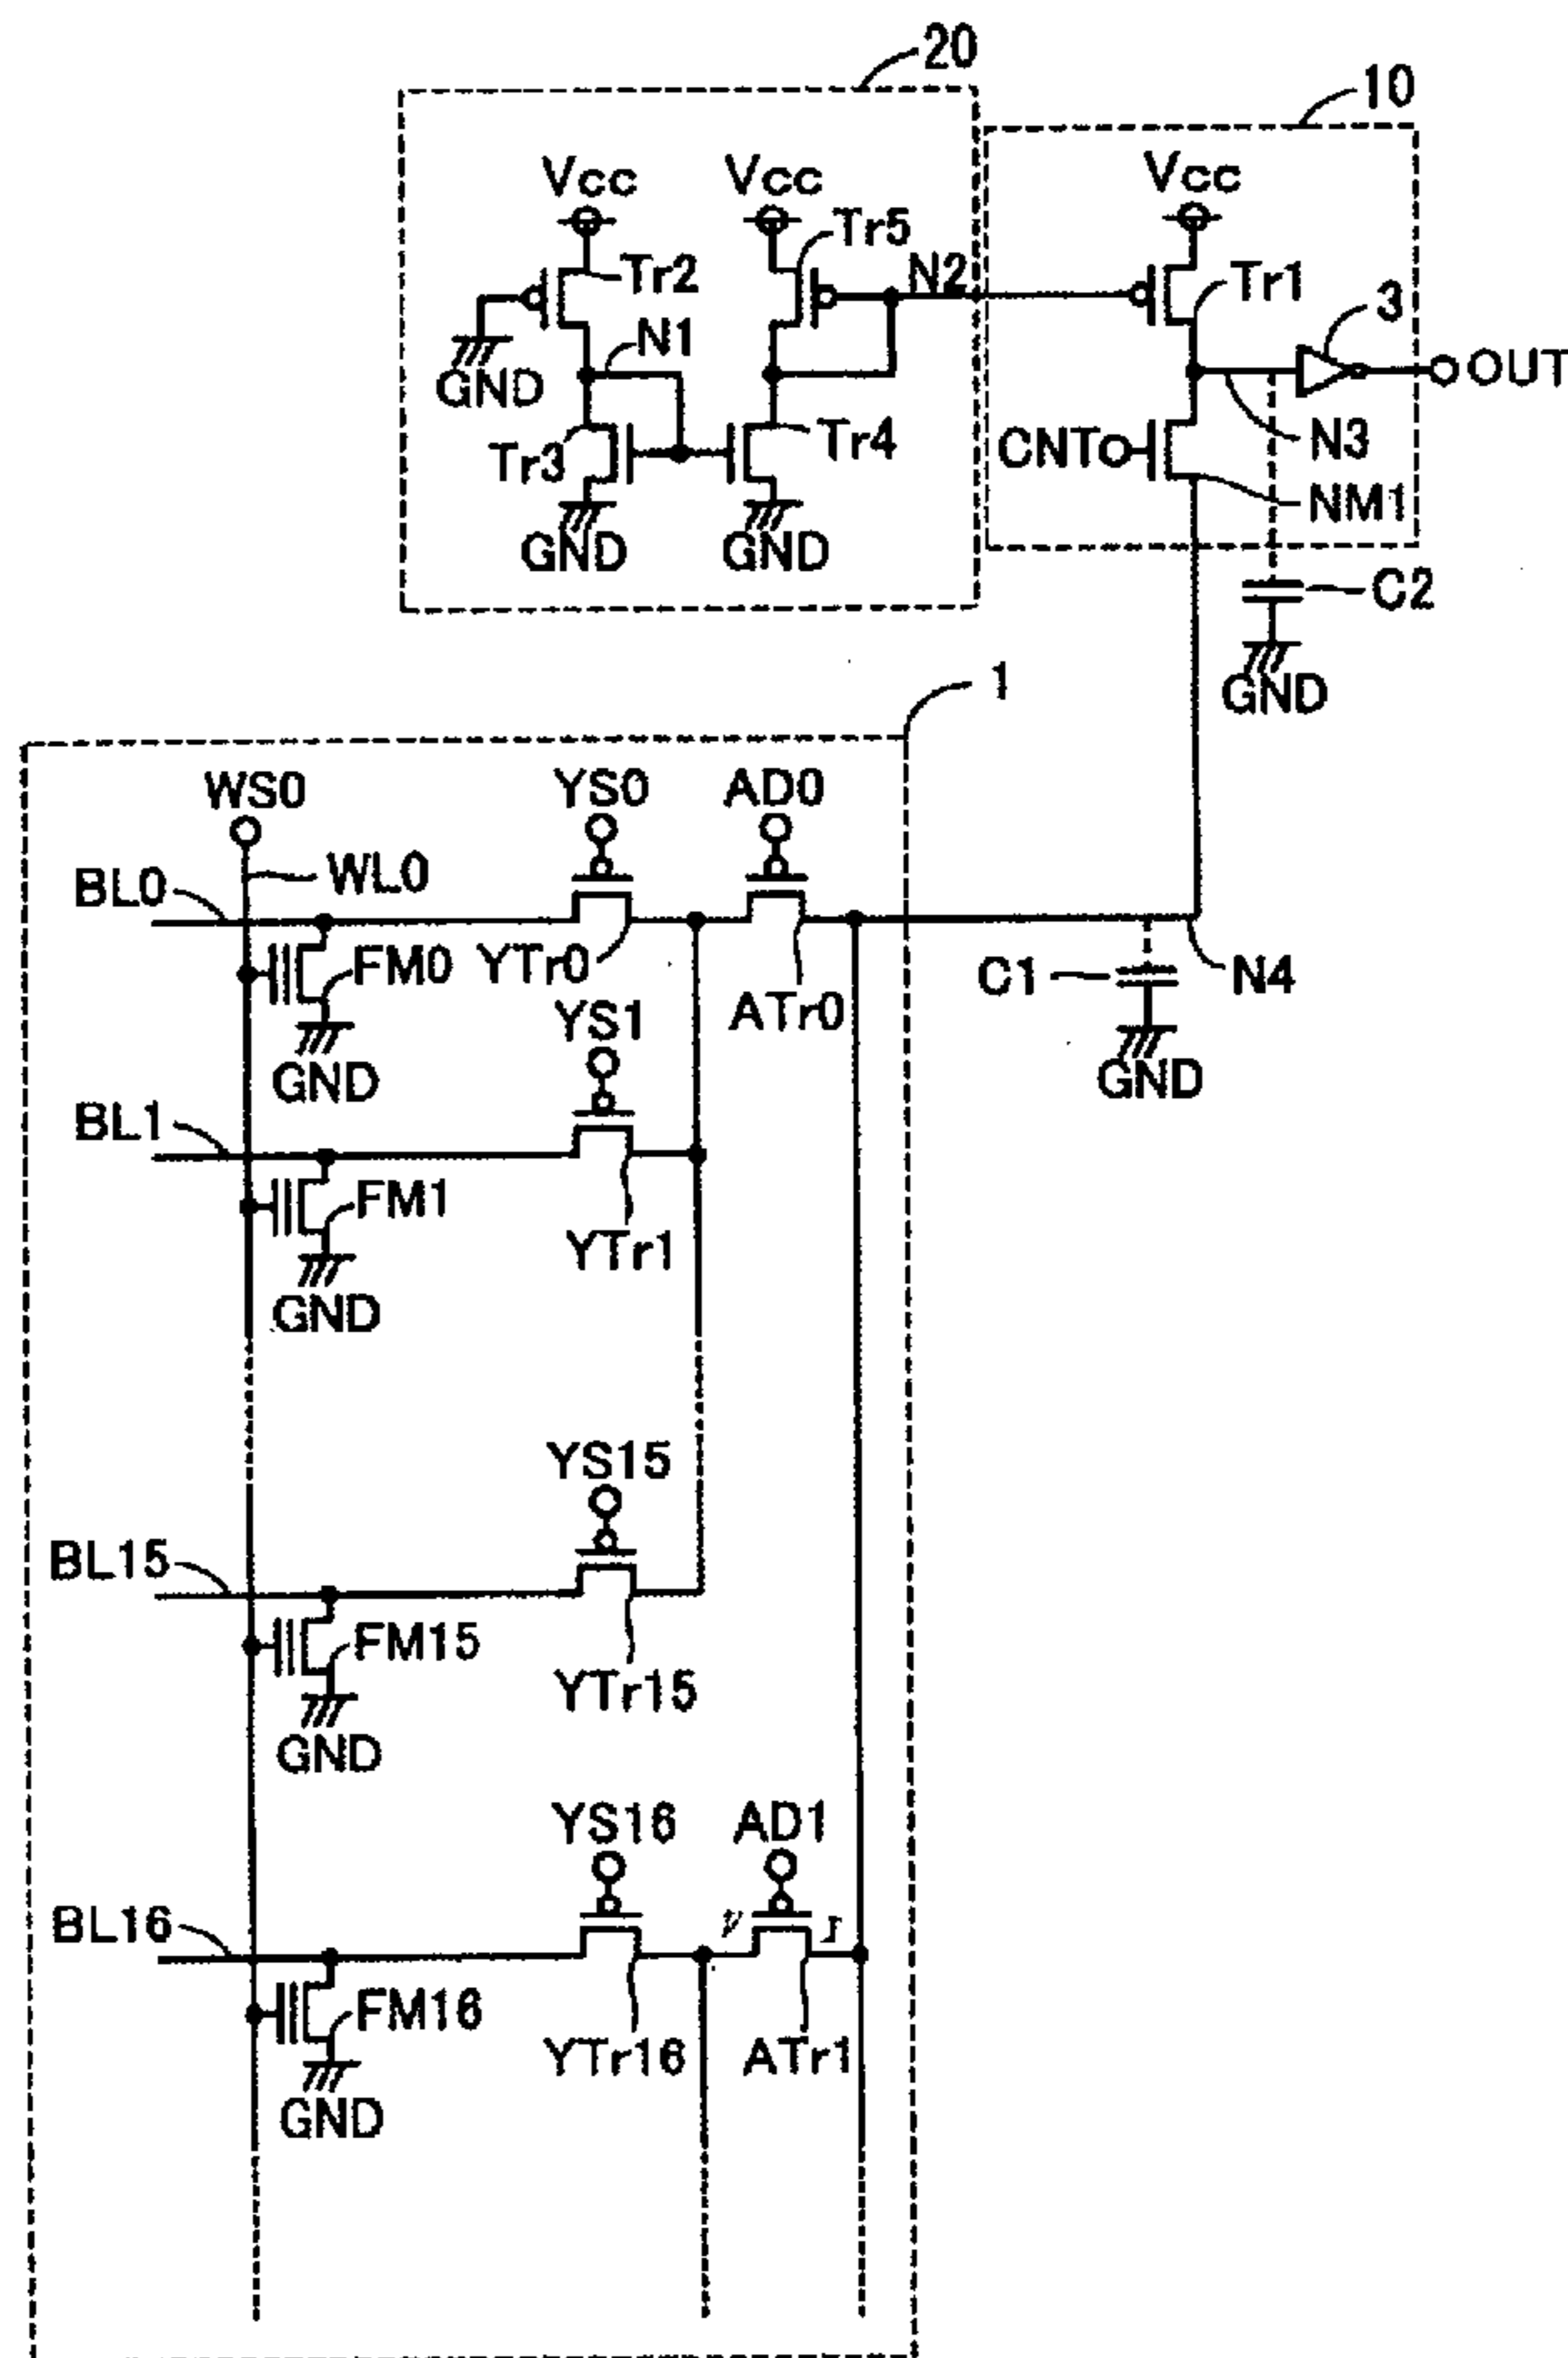 20
10
Vcc
Vcc
Vcc
Tr5
Tr2
N2
Tr1
3
N1
GND
OUT
Tr3
Tr4
CNT
N3
NM1
GND
GND
C2
GND
1
WS0
YS0
AD0
BL0
WL0
FM0
YTr0
C1
N4
YS1
ATr0
GND
GND
BL1
FM1
YTr1
GND
YS15
BL15
FM15
YTr15
GND
YS16
AD1
BL16
FM16
YTr16
ATr1
GND